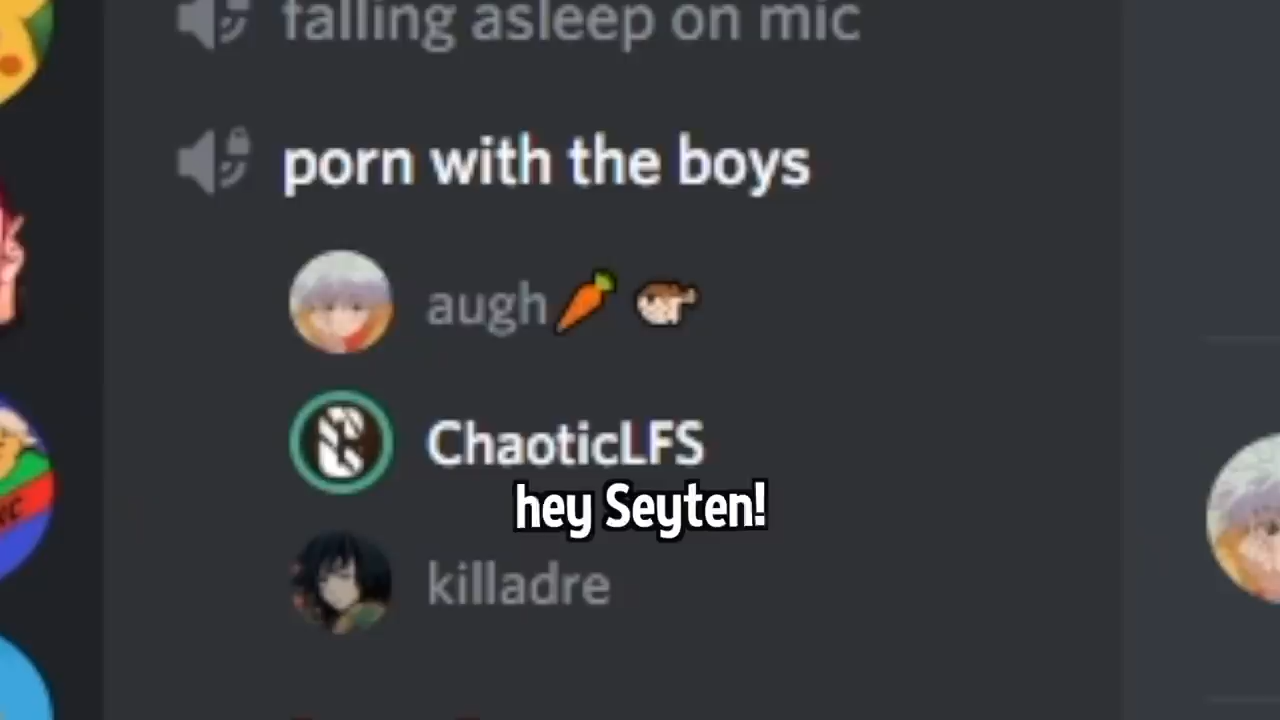 falling asleep on mic
porn with the boys
augh🥕 🐡
ChaoticLFS
hey Seyten!
killadre